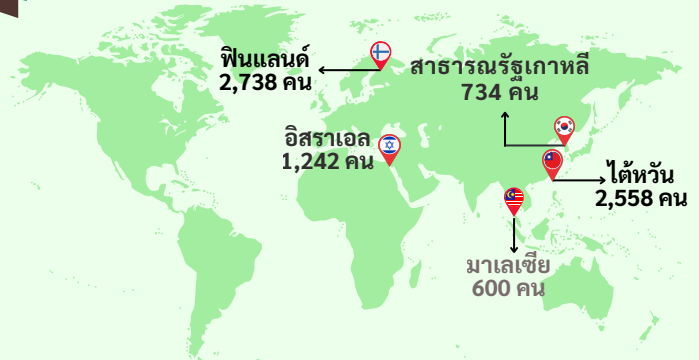 ฟินแลนด์
2,738 คน
สาธารณรัฐเกาหลี
734 คน
อิสราเอล
1,242 คน
ไต้หวัน
2,558 คน
มาเลเซีย
600 คน